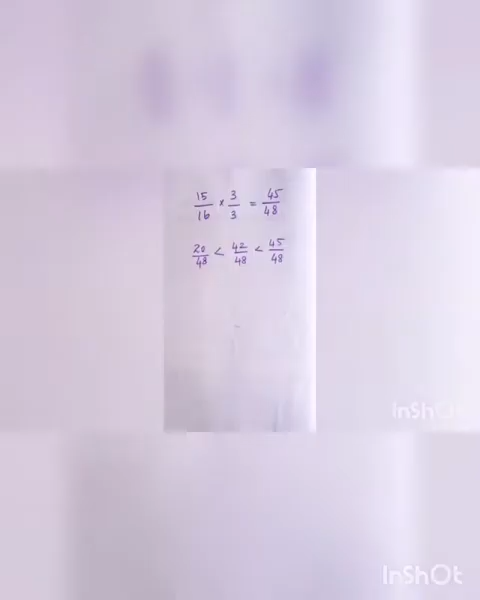 15/16 × 3/3 = 45/48
20/48 < 42/48 < 45/48
InShOt
InShOt